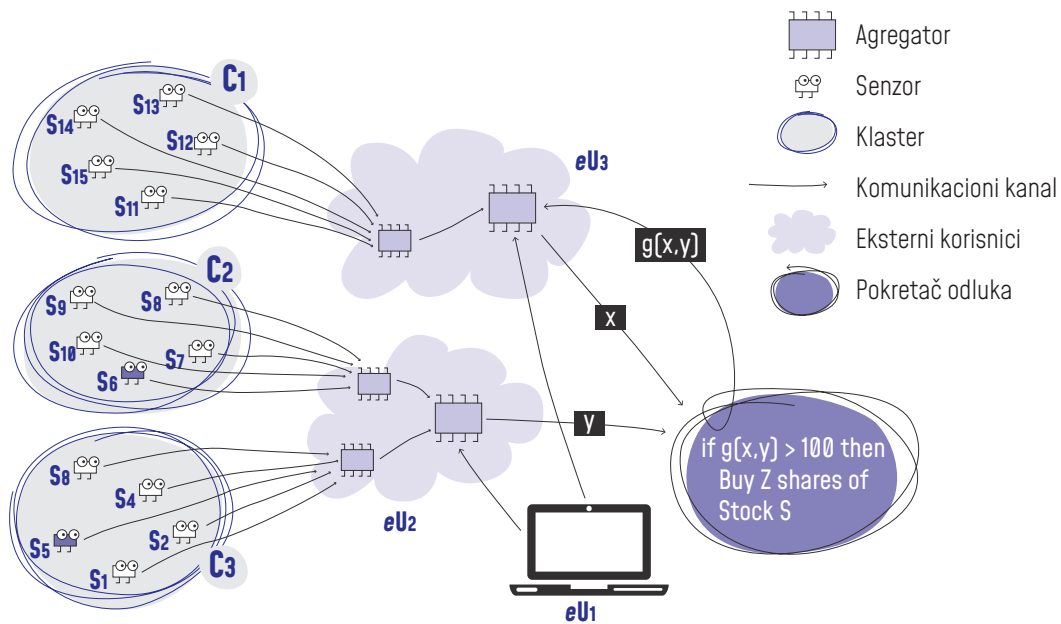 C1
S13
S14
S12
S15
S11
C2
S9
S8
S10
S7
S6
S8
S4
S5
S2
S1
C3
eU3
eU2
eU1
g(x,y)
x
y
if g(x,y) > 100 then
Buy Z shares of
Stock S
Agregator
Senzor
Klaster
Komunikacioni kanal
Eksterni korisnici
Pokretač odluka